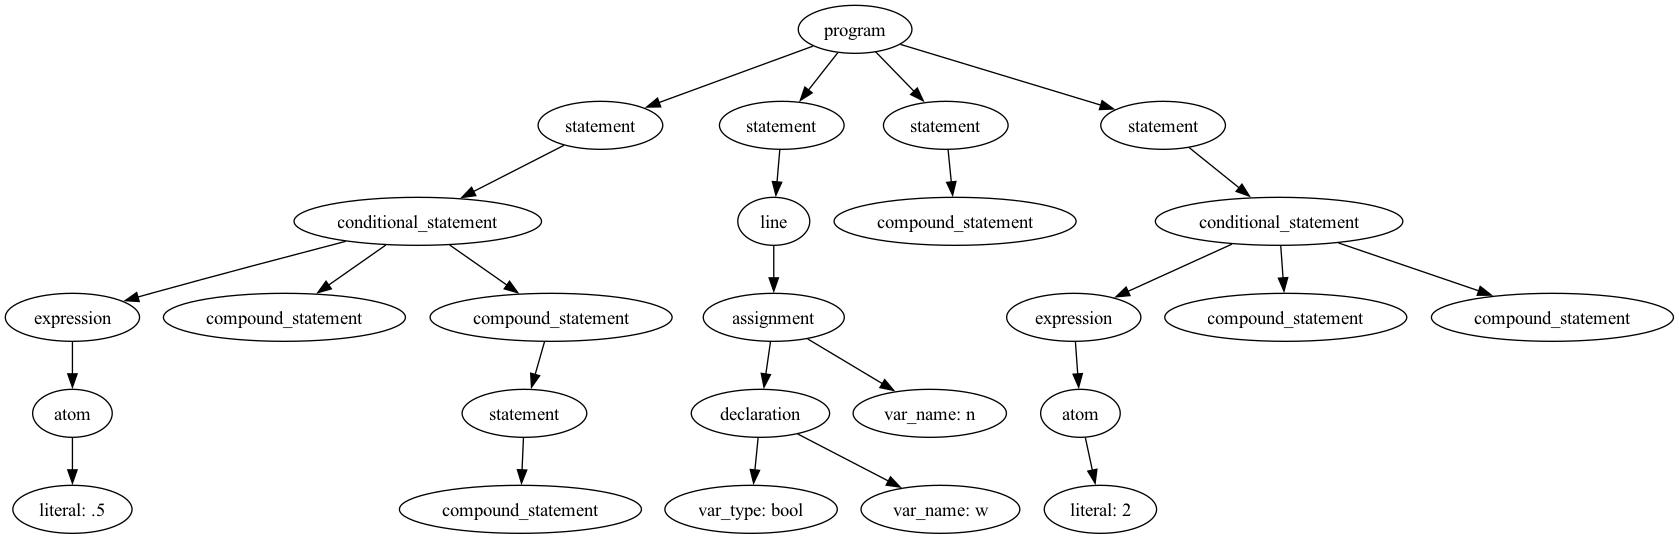 program
statement
statement
statement
statement
conditional_statement
line
compound_statement
conditional_statement
expression
compound_statement
compound_statement
assignment
expression
compound_statement
compound_statement
atom
statement
declaration
var_name: n
atom
literal: .5
compound_statement
var_type: bool
var_name: w
literal: 2